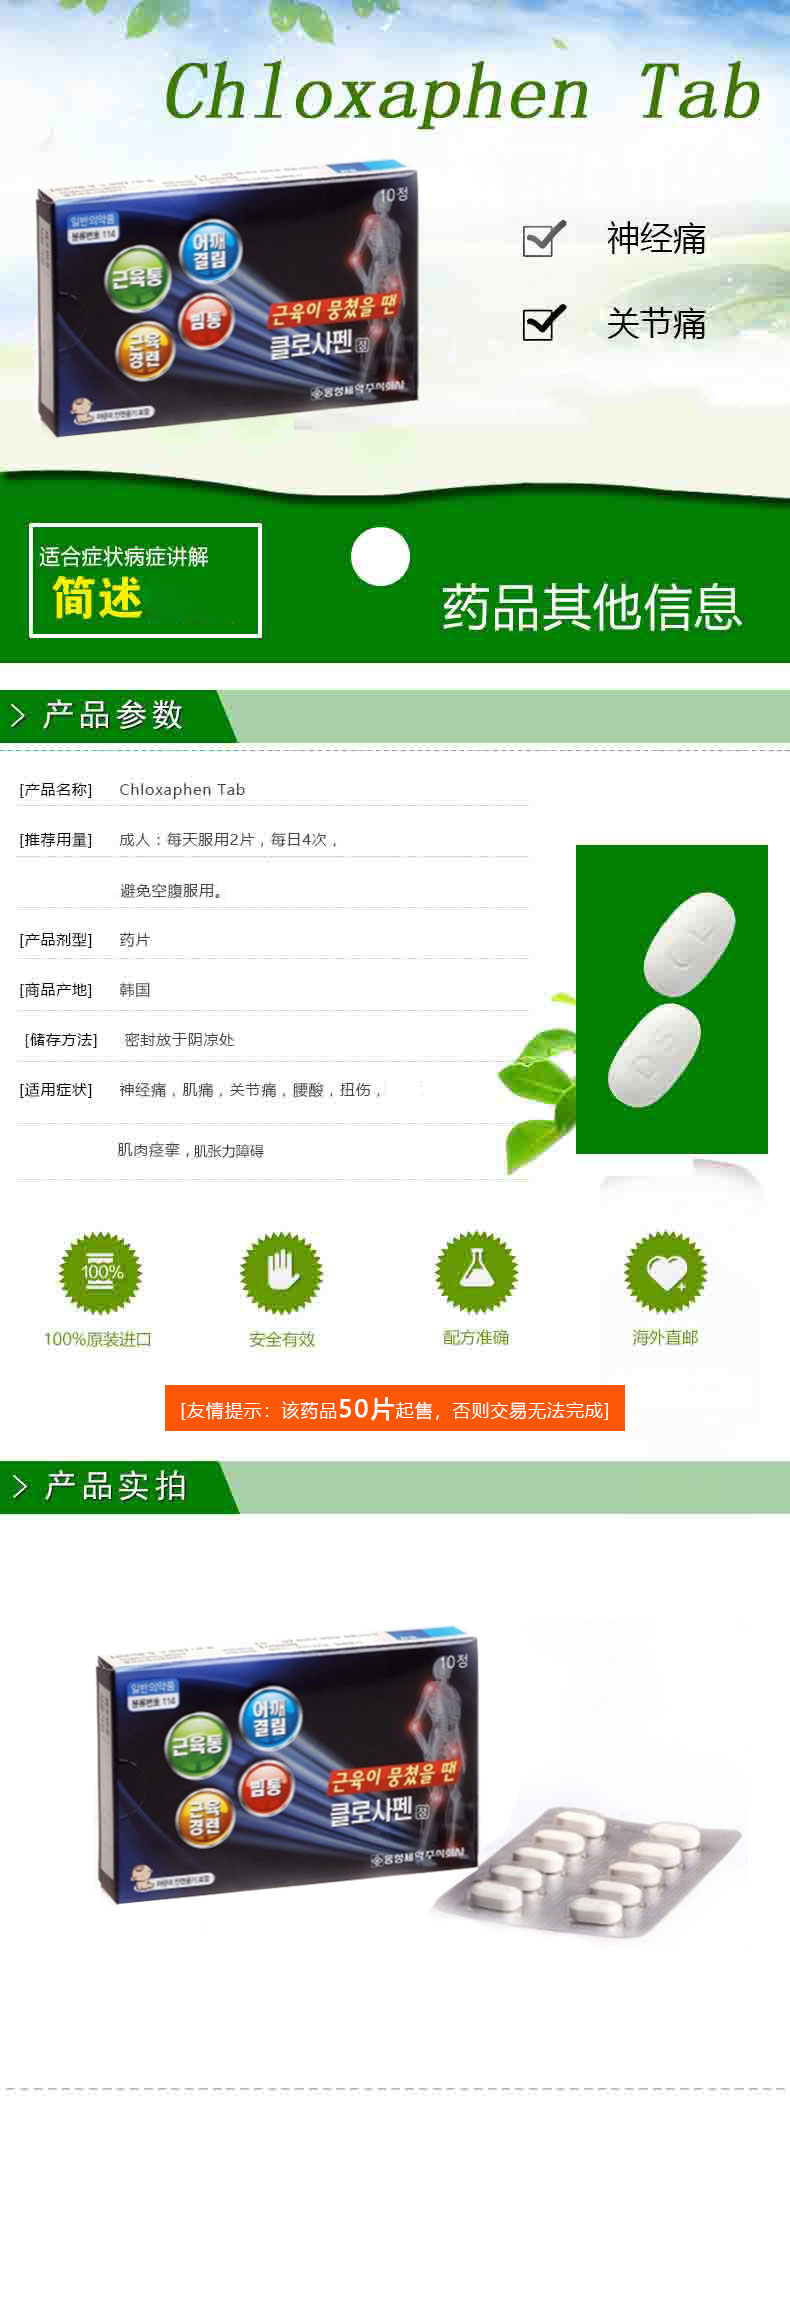 Chloxaphen Tab
10정
일반의약품
분류번호 114
어깨
결림
근육통
담통
근육
경련
근육이 뭉쳤을 땐
클로사펜 정
동성제약주식회사
神经痛
关节痛
适合症状病症讲解
简述
药品其他信息
> 产品参数
[产品名称] Chloxaphen Tab
[推荐用量] 成人：每天服用2片，每日4次，
避免空腹服用。
[产品剂型] 药片
[商品产地] 韩国
[储存方法] 密封放于阴凉处
[适用症状] 神经痛，肌痛，关节痛，腰酸，扭伤，
肌肉痉挛，肌张力障碍
CL
DS
100%
100%原装进口
安全有效
配方准确
海外直邮
[友情提示：该药品50片起售，否则交易无法完成]
> 产品实拍
10정
일반의약품
분류번호 114
어깨
결림
근육통
담통
근육
경련
근육이 뭉쳤을 땐
클로사펜 정
동성제약주식회사